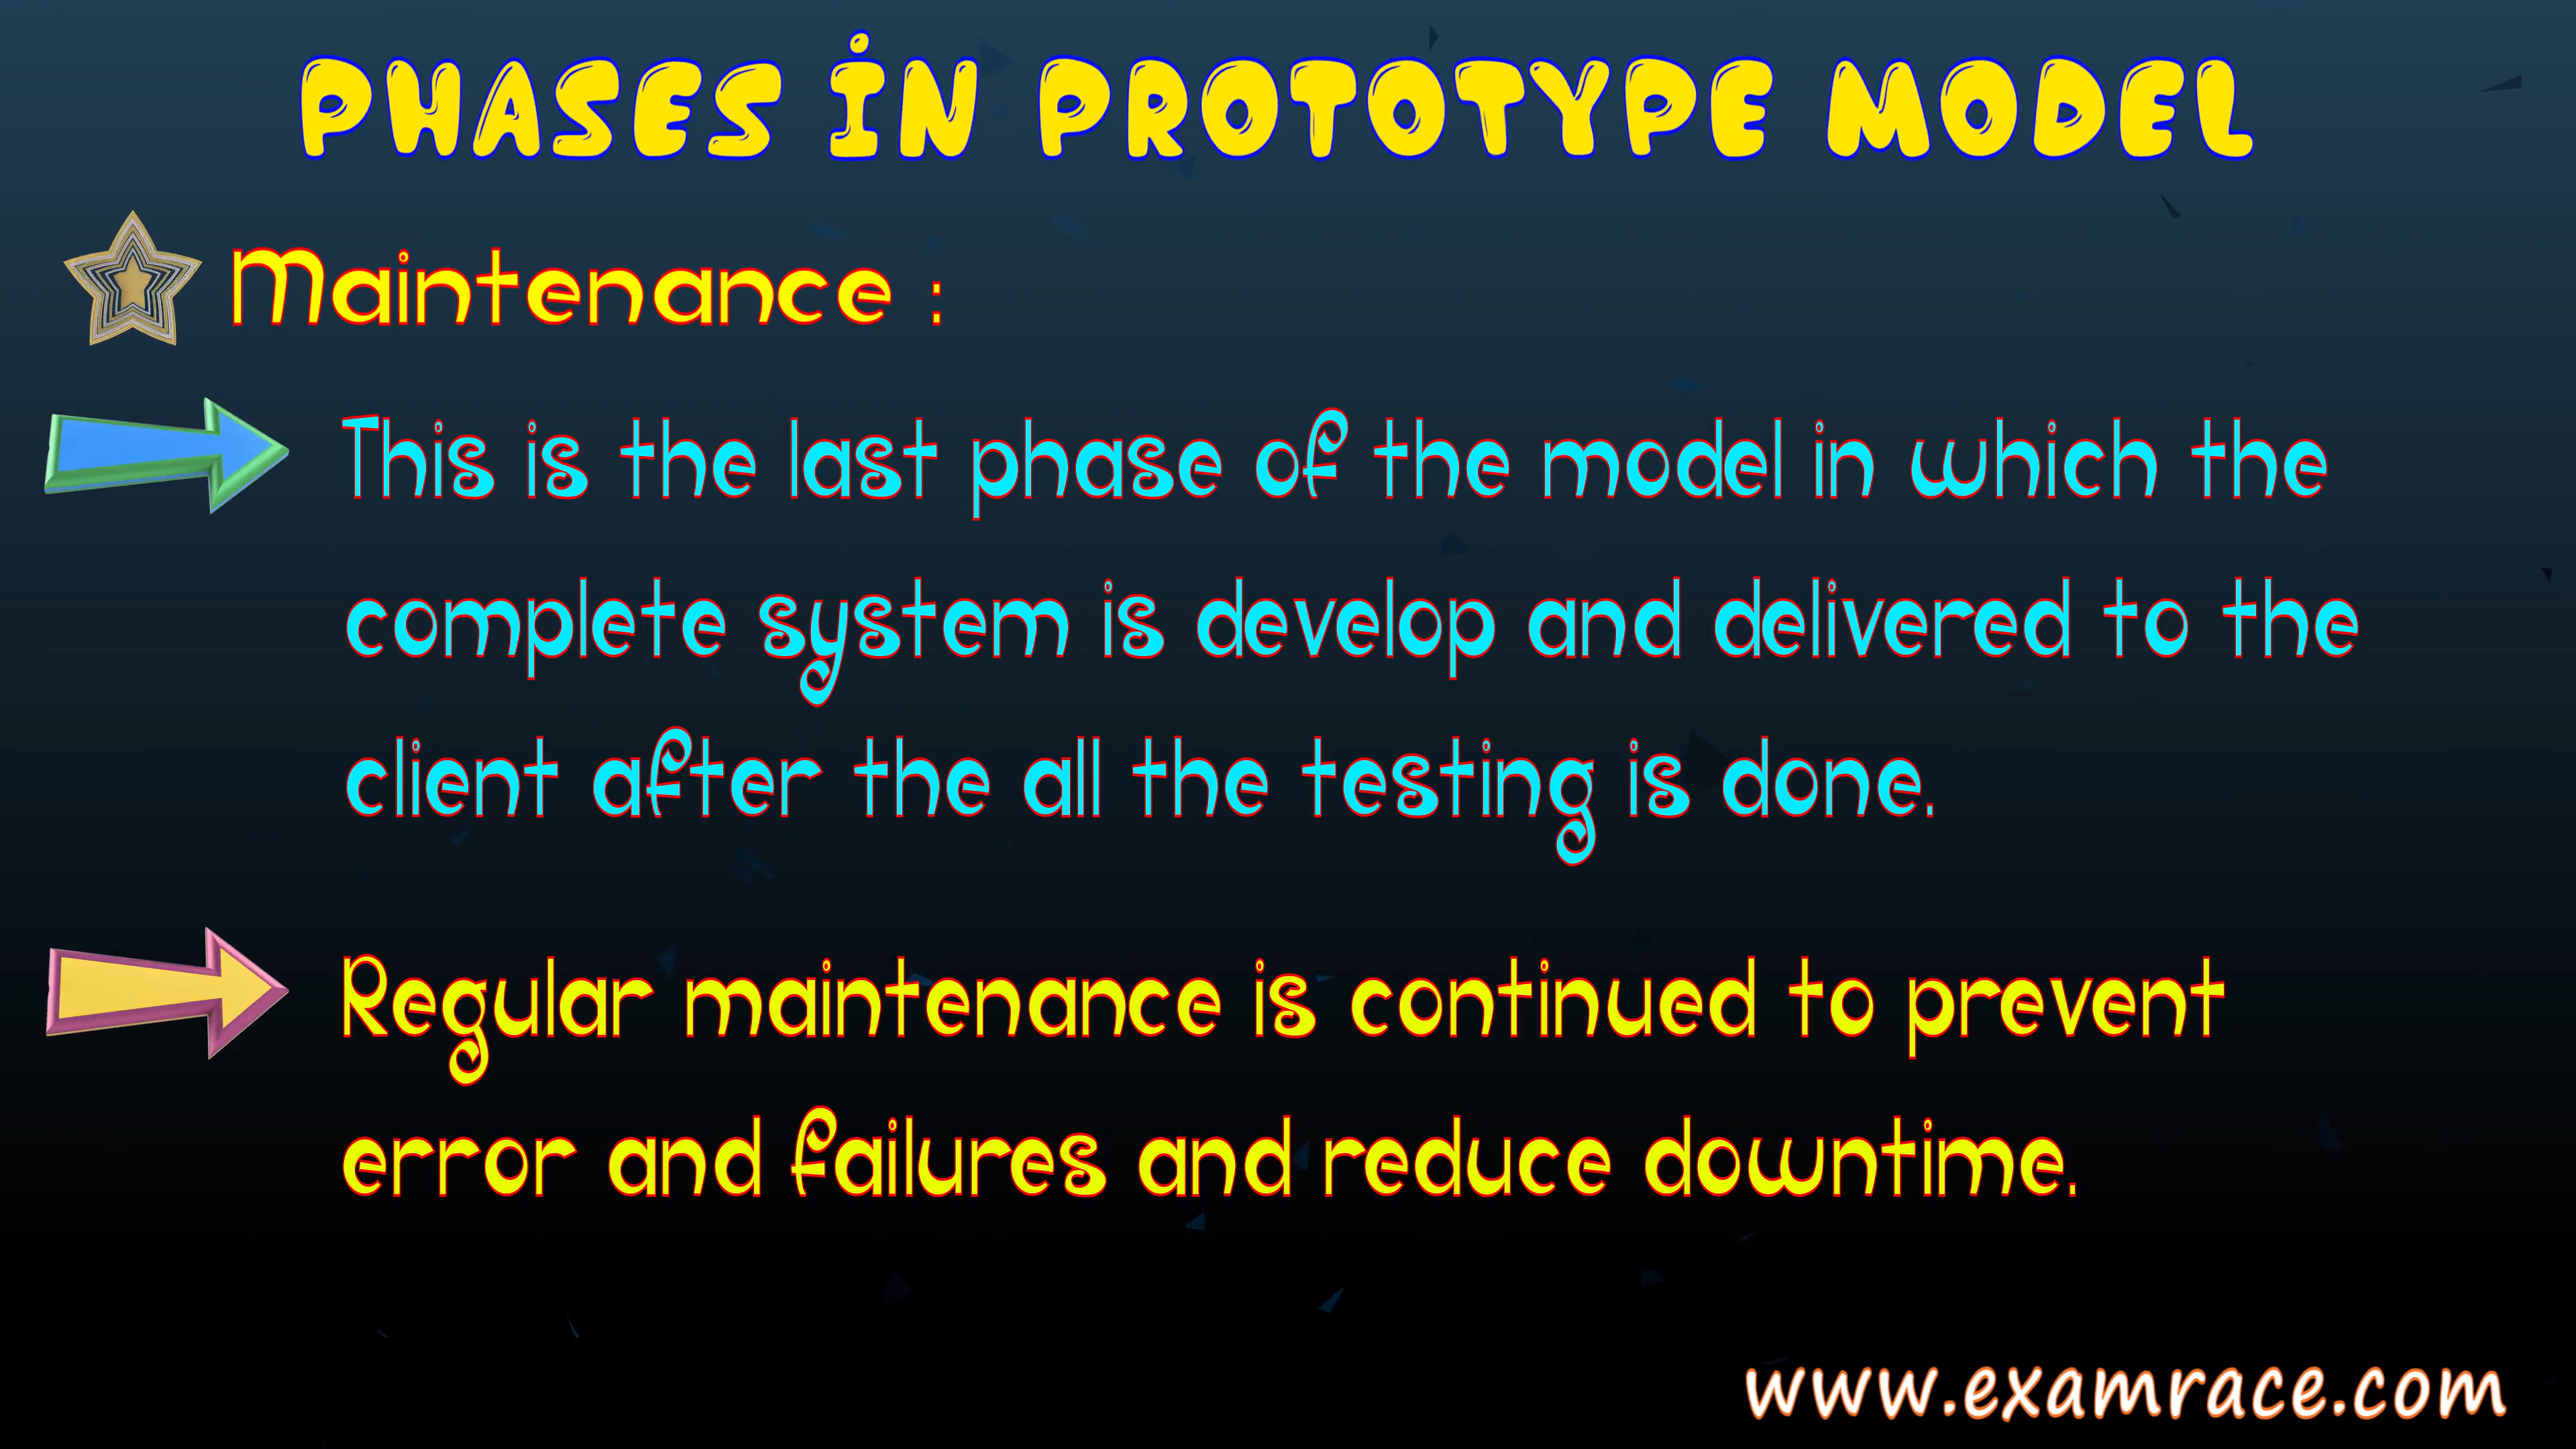 PHASES İN PROTOTYPE MODEL
Maintenance :
This is the last phase of the model in which the
complete system is develop and delivered to the
client after the all the testing is done.
Regular maintenance is continued to prevent
error and failures and reduce downtime.
www.examrace.com